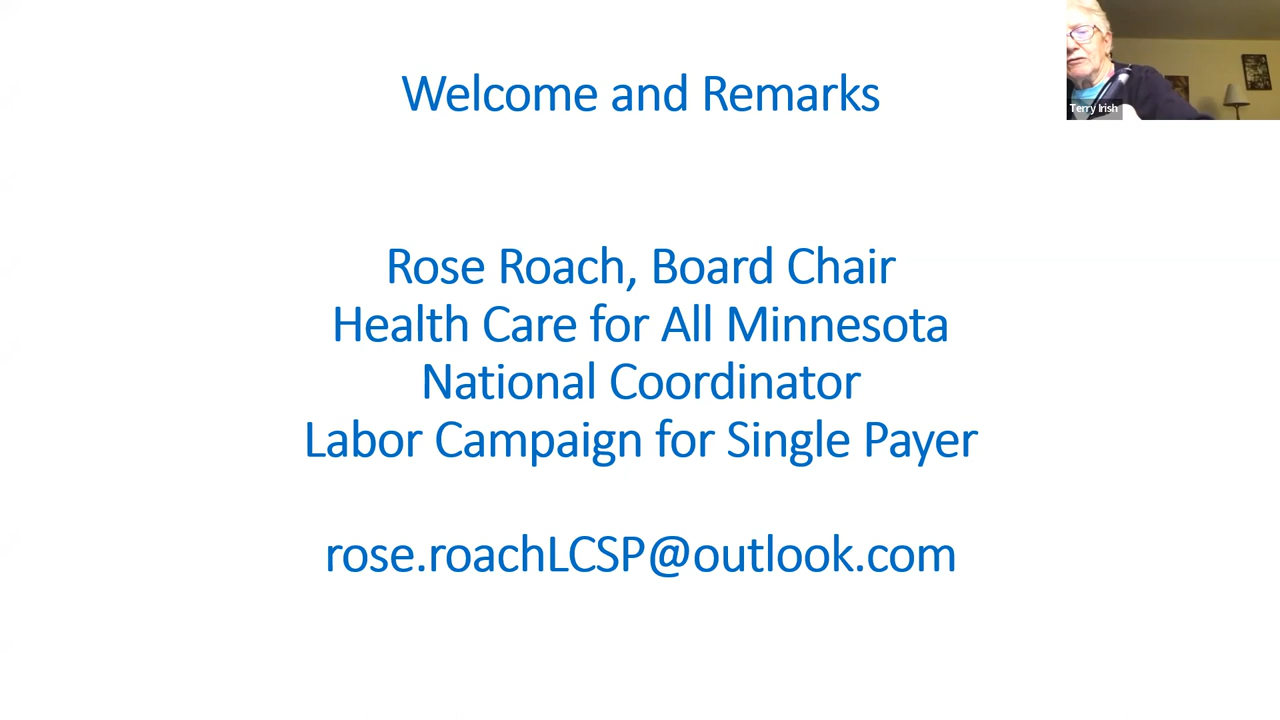 Welcome and Remarks
Terry Irish
Rose Roach, Board Chair
Health Care for All Minnesota
National Coordinator
Labor Campaign for Single Payer
rose.roachLCSP@outlook.com